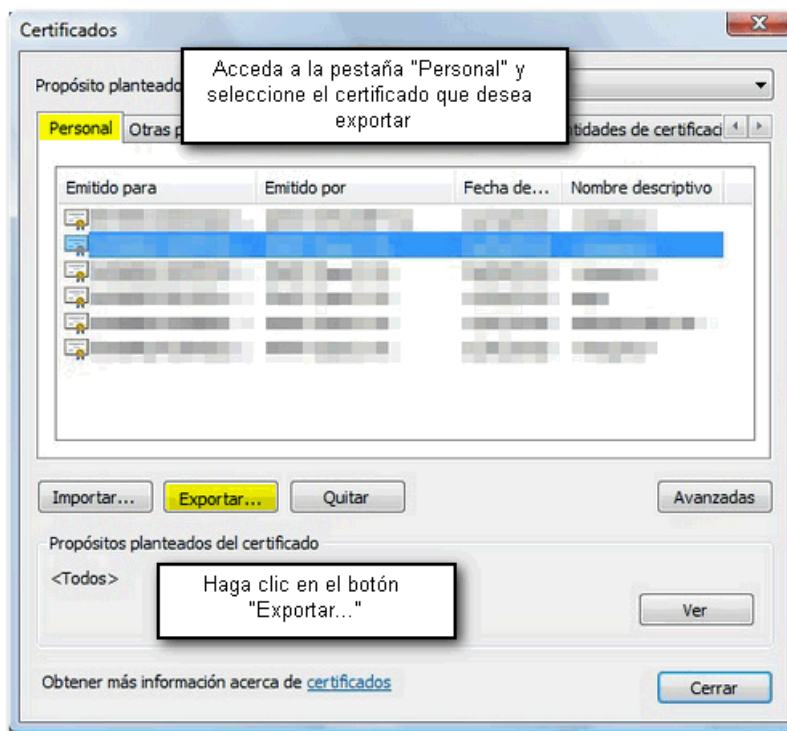 Certificados
Acceda a la pestaña "Personal" y
seleccione el certificado que desea
exportar
Propósito planteado
Personal Otras p tidades de certificaci
Emitido para Emitido por Fecha de... Nombre descriptivo
Importar... Exportar... Quitar Avanzadas
Propósitos planteados del certificado
<Todos>
Haga clic en el botón
"Exportar..."
Ver
Obtener más información acerca de certificados
Cerrar